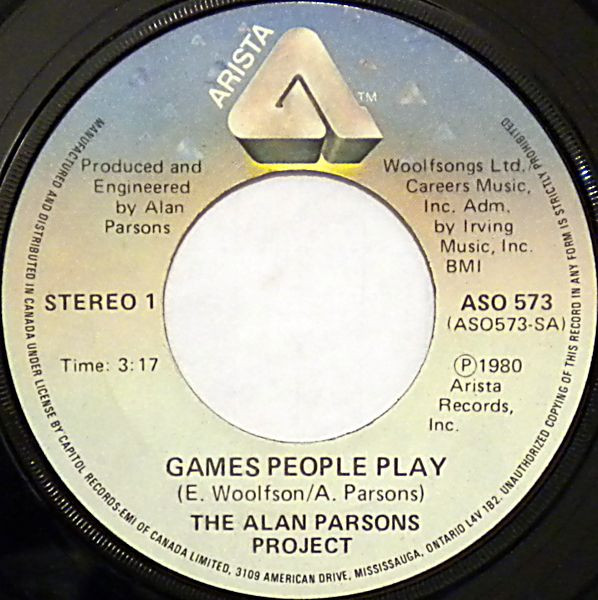 ARISTA
TM
Produced and
Engineered
by Alan
Parsons
Woolfsongs Ltd./
Careers Music,
Inc. Adm.
by Irving
Music, Inc.
BMI
STEREO 1
ASO 573
(ASO573-SA)
Time: 3:17
Ⓟ1980
Arista
Records,
Inc.
GAMES PEOPLE PLAY
(E. Woolfson/A. Parsons)
THE ALAN PARSONS
PROJECT
MANUFACTURED AND DISTRIBUTED IN CANADA UNDER LICENSE BY CAPITOL RECORDS-EMI OF CANADA LIMITED, 3109 AMERICAN DRIVE, MISSISSAUGA, ONTARIO L4V 1B2. UNAUTHORIZED COPYING OF THIS RECORD IN ANY FORM IS STRICTLY PROHIBITED